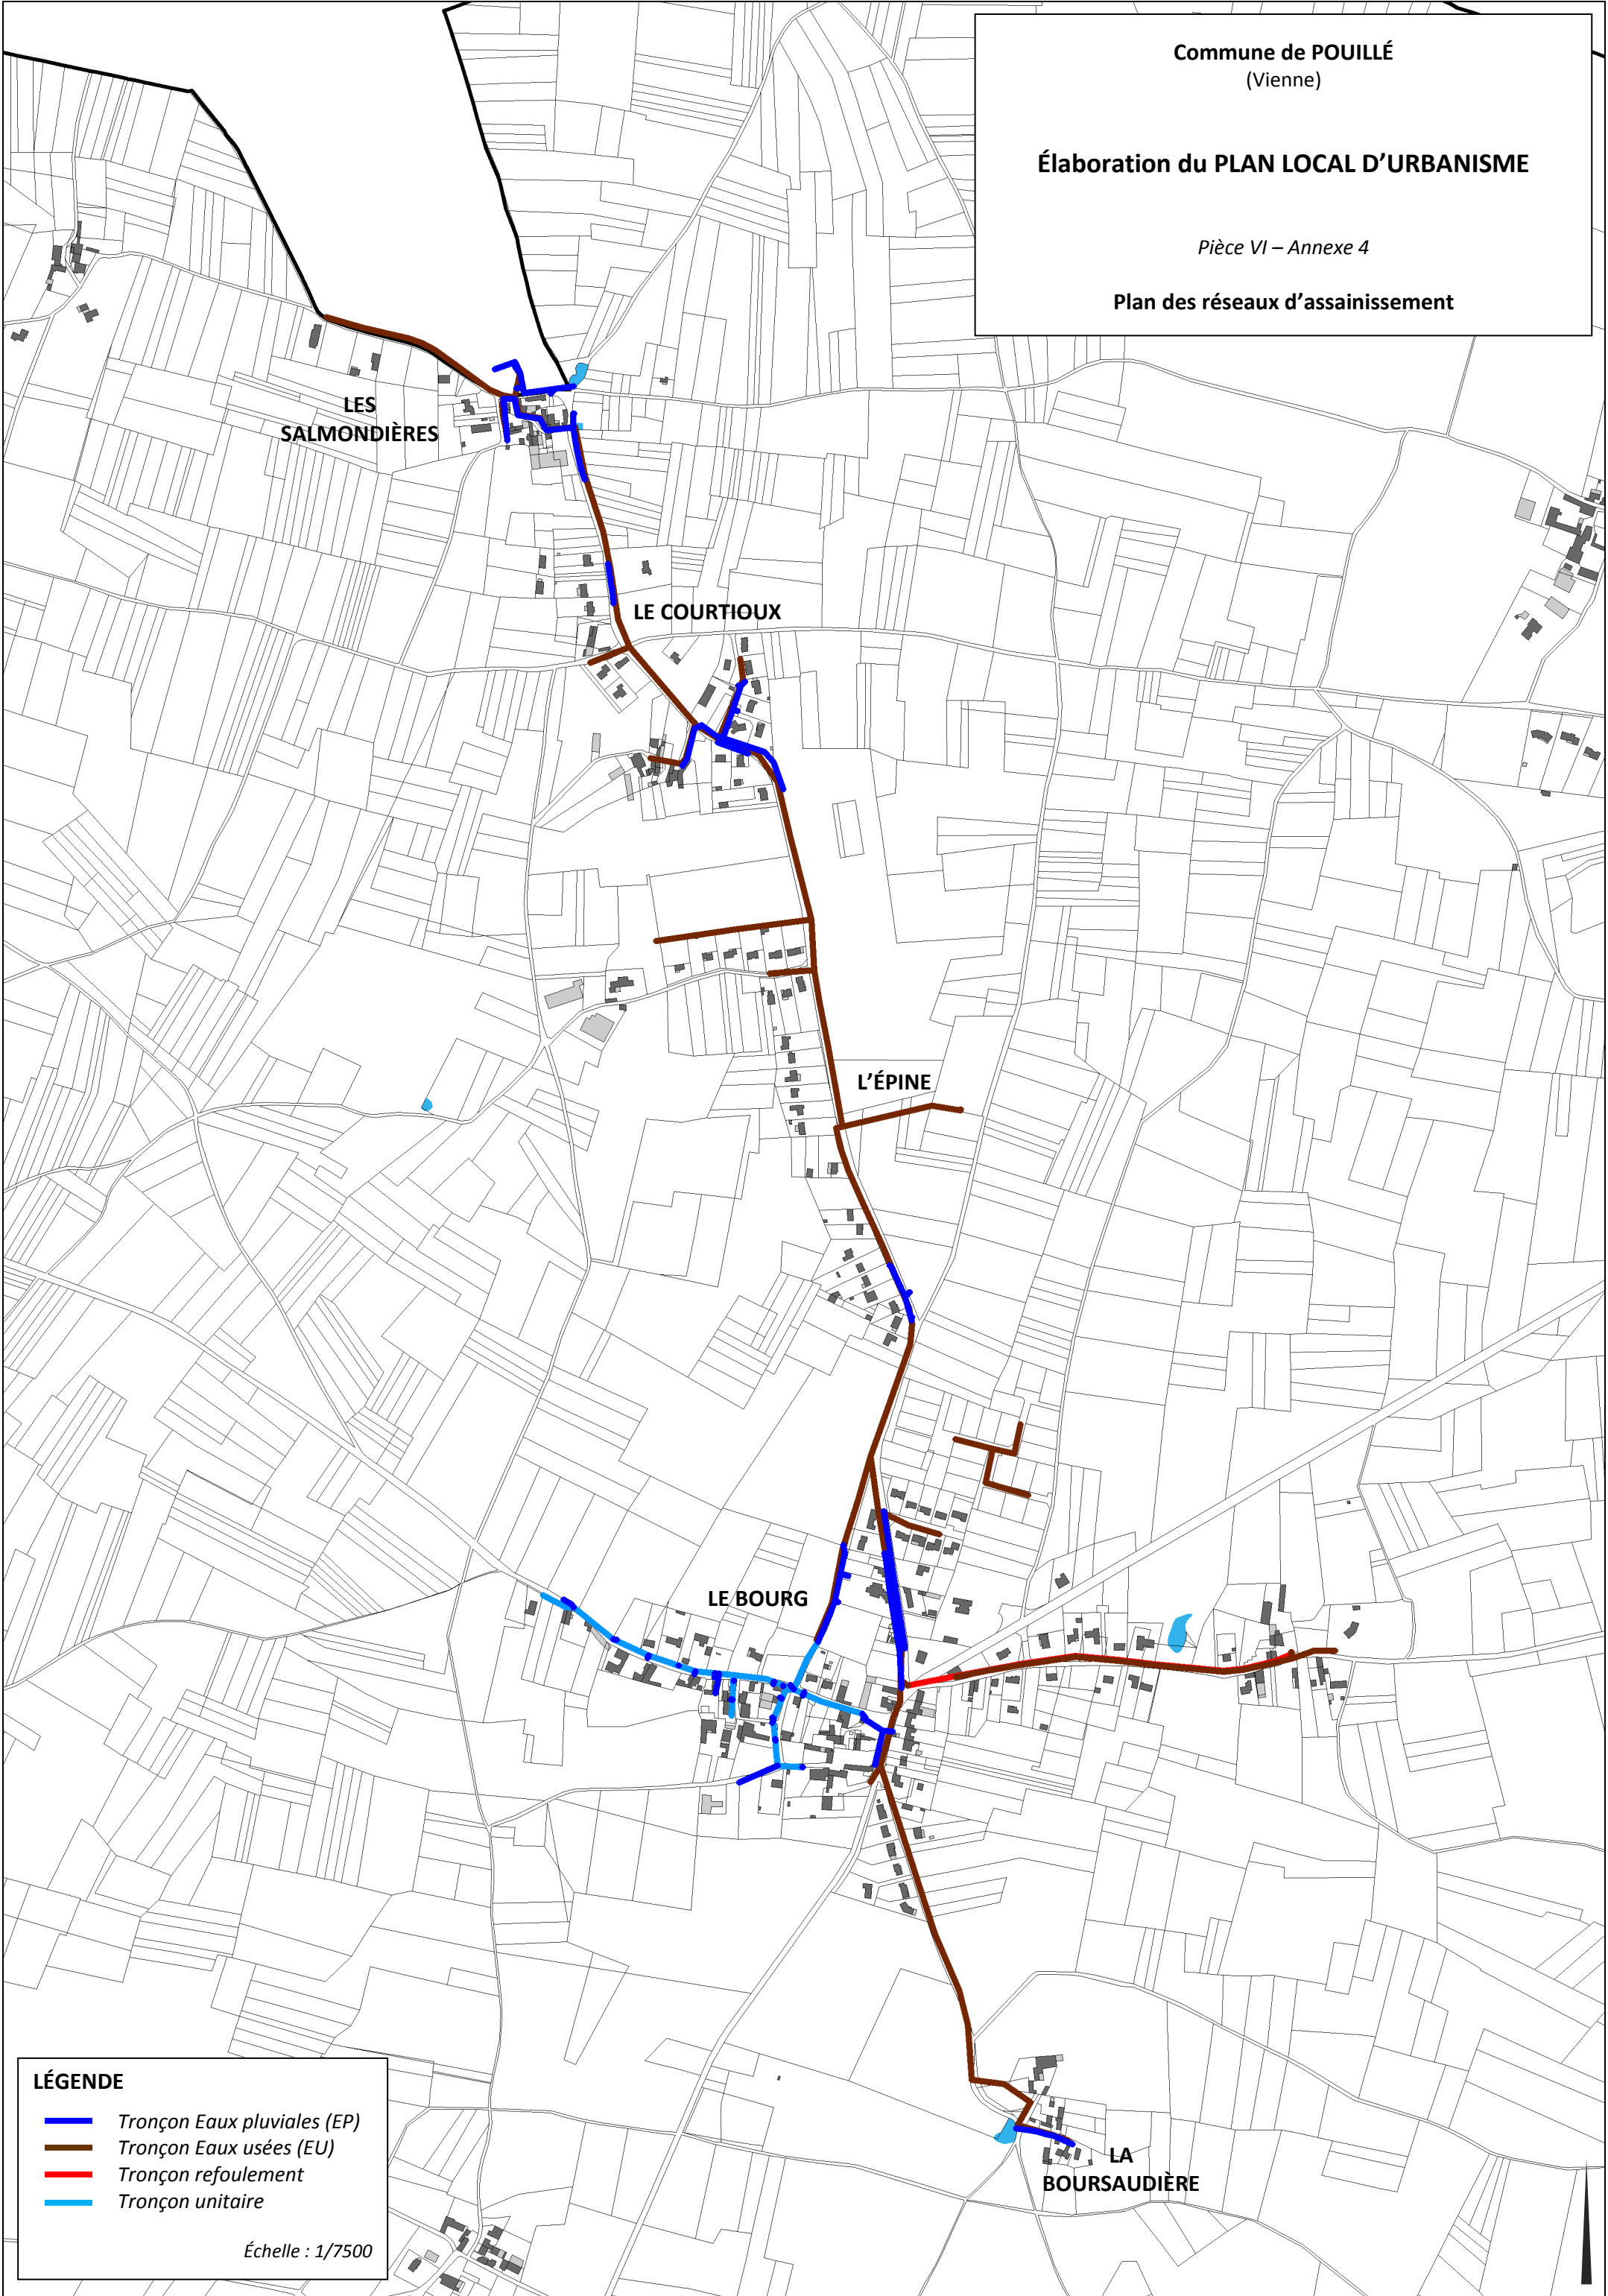 Commune de POUILLÉ
(Vienne)
Élaboration du PLAN LOCAL D’URBANISME
Pièce VI – Annexe 4
Plan des réseaux d’assainissement
LES
SALMONDIÈRES
LE COURTIOUX
L’ÉPINE
LE BOURG
LA
BOURSAUDIÈRE
LÉGENDE
Tronçon Eaux pluviales (EP)
Tronçon Eaux usées (EU)
Tronçon refoulement
Tronçon unitaire
Échelle : 1/7500